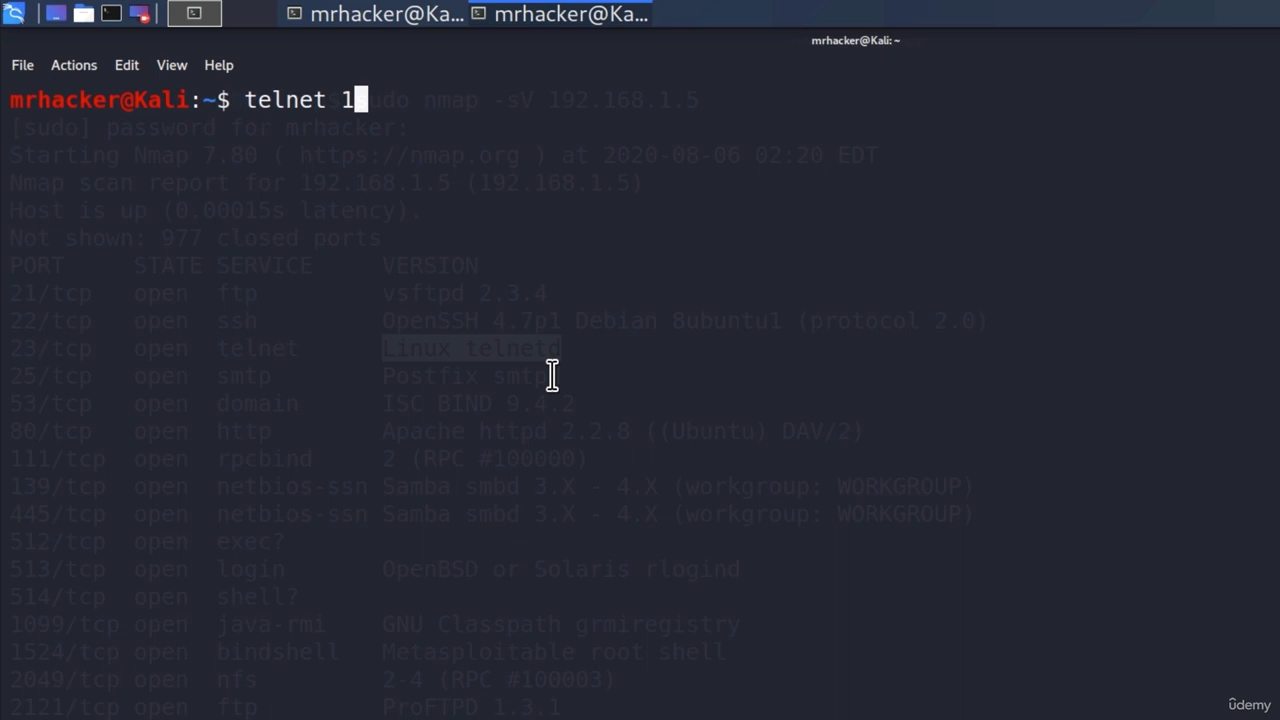 mrhacker@Ka...
mrhacker@Ka...
mrhacker@Kali: ~
File Actions Edit View Help
mrhacker@Kali:~$ telnet 1
sudo nmap -sV 192.168.1.5
[sudo] password for mrhacker:
Starting Nmap 7.80 ( https://nmap.org ) at 2020-08-06 02:20 EDT
Nmap scan report for 192.168.1.5 (192.168.1.5)
Host is up (0.00015s latency).
Not shown: 977 closed ports
PORT STATE SERVICE VERSION
21/tcp open ftp vsftpd 2.3.4
22/tcp open ssh OpenSSH 4.7p1 Debian 8ubuntu1 (protocol 2.0)
23/tcp open telnet Linux telnetd
25/tcp open smtp Postfix smtp
53/tcp open domain ISC BIND 9.4.2
80/tcp open http Apache httpd 2.2.8 ((Ubuntu) DAV/2)
111/tcp open rpcbind 2 (RPC #100000)
139/tcp open netbios-ssn Samba smbd 3.X - 4.X (workgroup: WORKGROUP)
445/tcp open netbios-ssn Samba smbd 3.X - 4.X (workgroup: WORKGROUP)
512/tcp open exec?
513/tcp open login OpenBSD or Solaris rlogind
514/tcp open shell?
1099/tcp open java-rmi GNU Classpath grmiregistry
1524/tcp open bindshell Metasploitable root shell
2049/tcp open nfs 2-4 (RPC #100003)
2121/tcp open ftp ProFTPD 1.3.1
ûdemy